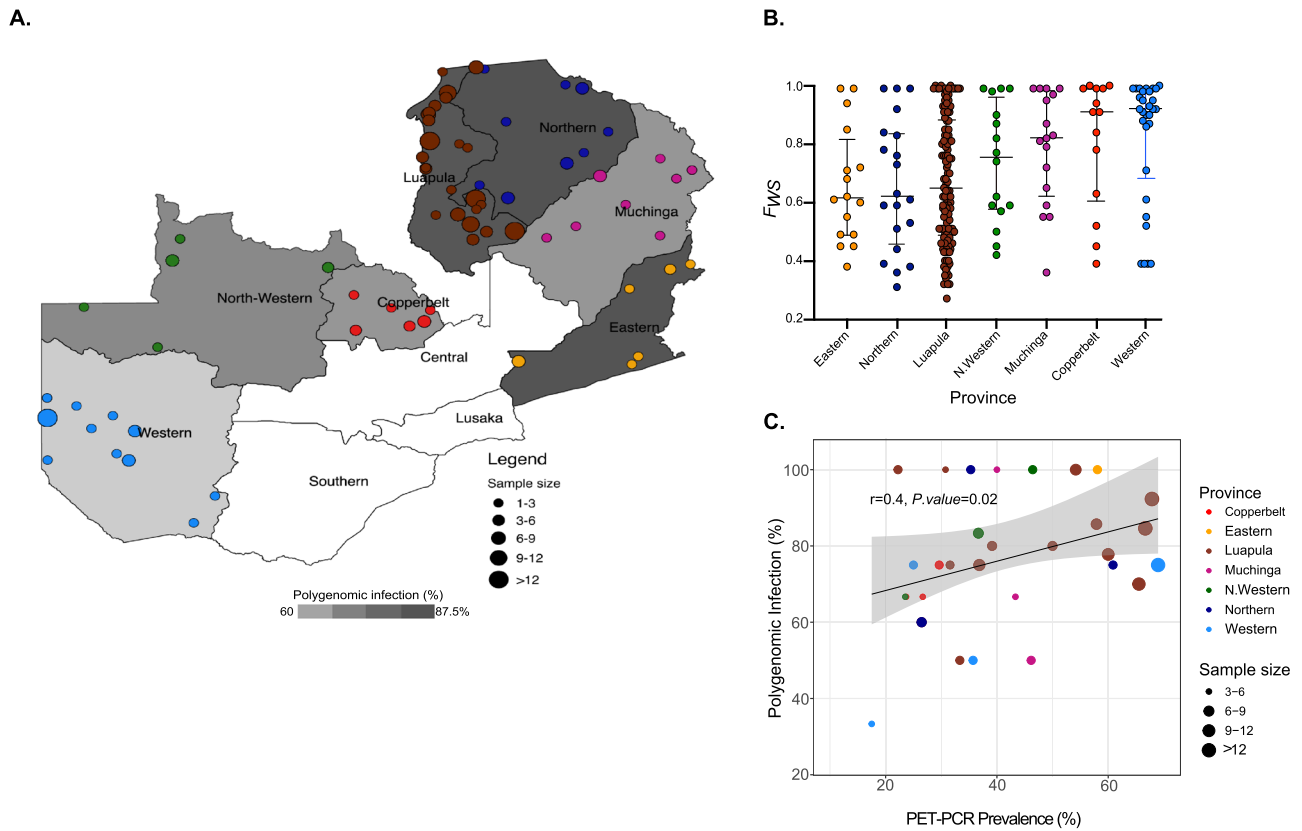 A.
Northern
Luapula
Muchinga
North-Western
Copperbelt
Eastern
Central
Western
Lusaka
Southern
Legend
Sample size
1-3
3-6
6-9
9-12
>12
Polygenomic infection (%)
60 87.5%
B.
1.0
0.8
0.6
0.4
0.2
FWS
Eastern
Northern
Luapula
N.Western
Muchinga
Copperbelt
Western
Province
C.
100
80
60
40
20
Polygenomic Infection (%)
r=0.4, P.value=0.02
20 40 60
PET-PCR Prevalence (%)
Province
Copperbelt
Eastern
Luapula
Muchinga
N.Western
Northern
Western
Sample size
3−6
6−9
9−12
>12